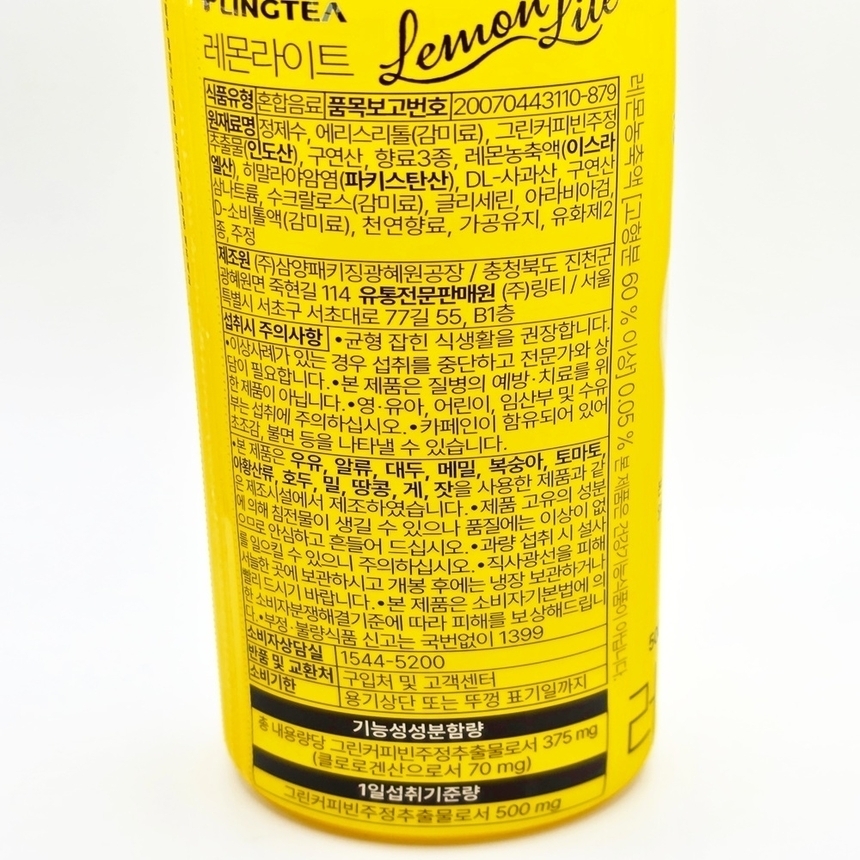 PLINGTEA
레몬라이트
Lemon Lite
식품유형 혼합음료 품목보고번호 20070443110-879
원재료명 정제수, 에리스리톨(감미료), 그린커피빈주정
추출물(인도산), 구연산, 향료3종, 레몬농축액(이스라
엘산), 히말라야암염(파키스탄산), DL-사과산, 구연산
삼나트륨, 수크랄로스(감미료), 글리세린, 아라비아검,
D-소비톨액(감미료), 천연향료, 가공유지, 유화제2
종, 주정
제조원 (주)삼양패키징광혜원공장 / 충청북도 진천군
광혜원면 죽현길 114 유통전문판매원 (주)링티 / 서울
특별시 서초구 서초대로 77길 55, B1층
섭취시 주의사항 •균형 잡힌 식생활을 권장합니다.
•이상사례가 있는 경우 섭취를 중단하고 전문가와 상
담이 필요합니다.•본 제품은 질병의 예방·치료를 위
한 제품이 아닙니다.•영·유아, 어린이, 임산부 및 수유
부는 섭취에 주의하십시오.•카페인이 함유되어 있어
초조감, 불면 등을 나타낼 수 있습니다.
•본 제품은 우유, 알류, 대두, 메밀, 복숭아, 토마토,
아황산류, 호두, 밀, 땅콩, 게, 잣을 사용한 제품과 같
은 제조시설에서 제조하였습니다.•제품 고유의 성분
에 의해 침전물이 생길 수 있으나 품질에는 이상이 없
으므로 안심하고 흔들어 드십시오.•과량 섭취 시 설사
를 일으킬 수 있으니 주의하십시오.•직사광선을 피해
서늘한 곳에 보관하시고 개봉 후에는 냉장 보관하거나
빨리 드시기 바랍니다.•본 제품은 소비자기본법에 의
한 소비자분쟁해결기준에 따라 피해를 보상해드립니
다.•부정·불량식품 신고는 국번없이 1399
소비자상담실 1544-5200
반품 및 교환처 구입처 및 고객센터
소비기한 용기상단 또는 뚜껑 표기일까지
기능성성분함량
총 내용량당 그린커피빈주정추출물로서 375 mg
(클로로겐산으로서 70 mg)
1일섭취기준량
그린커피빈주정추출물로서 500 mg
레몬농축액 [고형분 60 % 이상] 0.05 % 본 제품은 건강기능식품이 아닙니다.